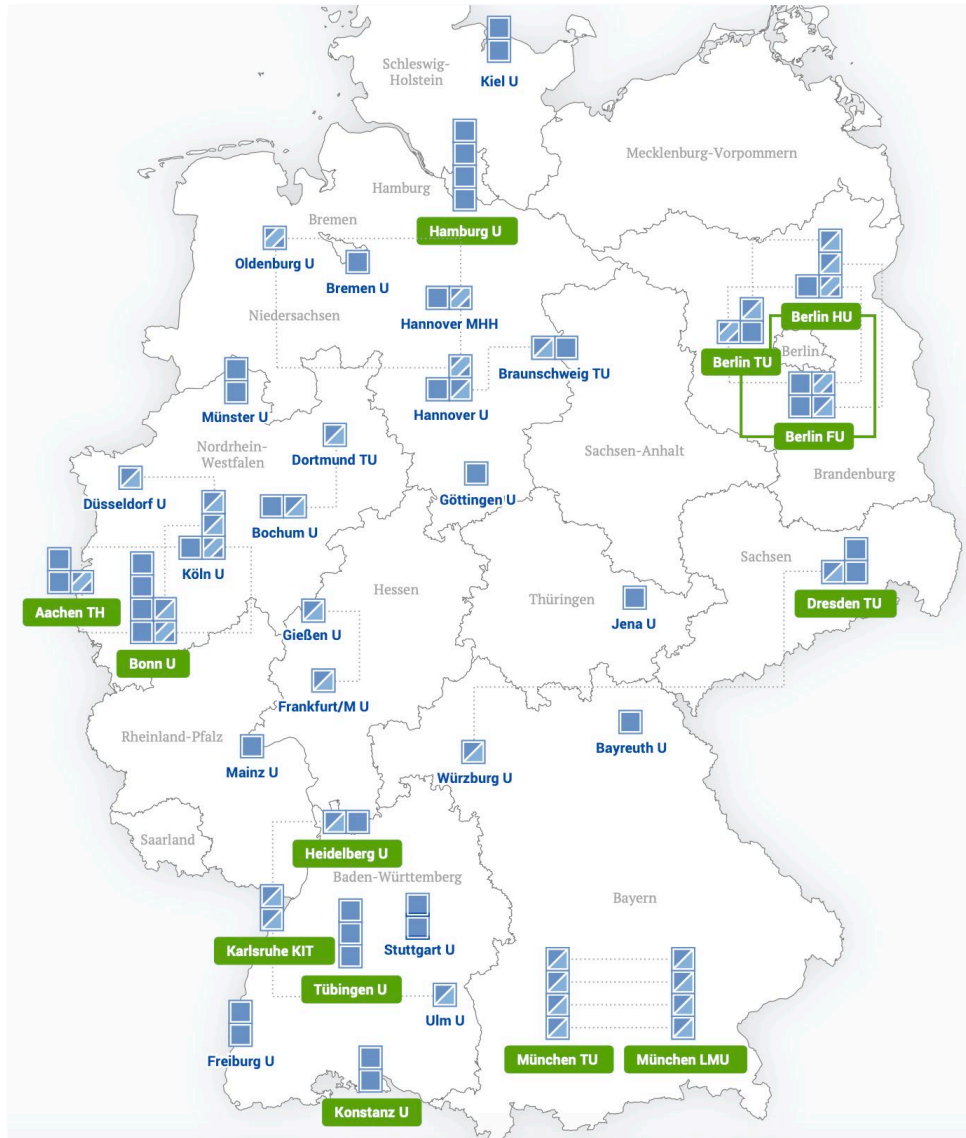 Kiel U
Schleswig-
Holstein
Mecklenburg-Vorpommern
Hamburg
Hamburg U
Bremen
Oldenburg U
Bremen U
Niedersachsen
Hannover MHH
Berlin HU
Braunschweig TU
Berlin TU
Berlin
Münster U
Hannover U
Berlin FU
Nordrhein-
Westfalen
Dortmund TU
Sachsen-Anhalt
Brandenburg
Düsseldorf U
Göttingen U
Bochum U
Köln U
Sachsen
Aachen TH
Hessen
Thüringen
Dresden TU
Jena U
Gießen U
Bonn U
Frankfurt/M U
Rheinland-Pfalz
Bayreuth U
Mainz U
Würzburg U
Saarland
Heidelberg U
Baden-Württemberg
Bayern
Karlsruhe KIT
Stuttgart U
Tübingen U
Ulm U
Freiburg U
München TU
München LMU
Konstanz U